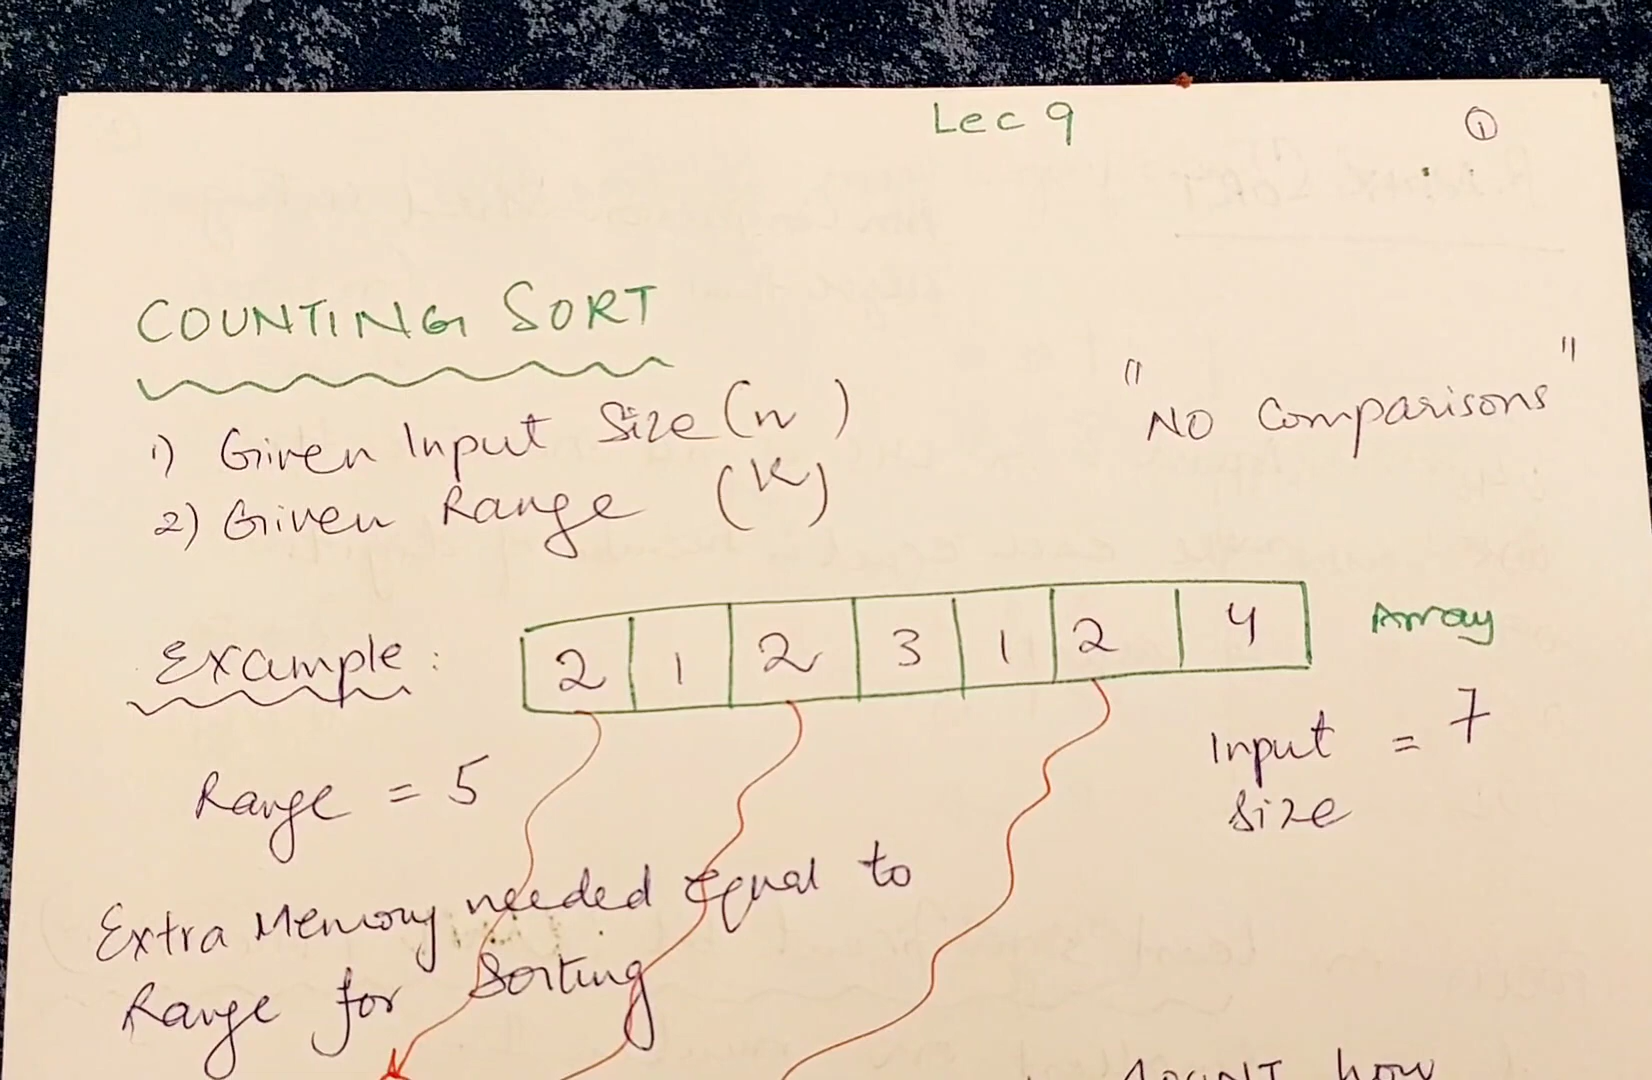 Lec 9
1
COUNTING SORT
1) Given Input Size (n)
2) Given Range (K)
"No Comparisons"
Example:
2 1 2 3 1 2 4
Array
Range = 5
Input size = 7
Extra Memory needed equal to
Range for Sorting
how